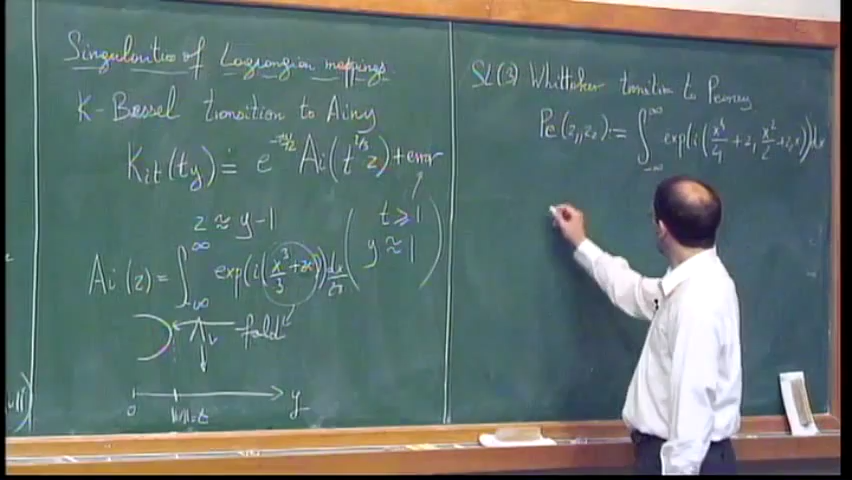 Singularities of Lagrangian mappings
K-Bessel transition to Airy
K_{it}(ty) ≐ e^{-πt/2} Ai(t^{2/3} z) + error
z ≈ y-1
t ≥ 1
y ≈ 1
Ai(z) = ∫_{-∞}^{∞} exp(i(x³/3 + zx)) dx/2π
fold
0
y
SL(3) Whittaker transition to Pearcey
Pe(z₁,z₂) := ∫_{-∞}^{∞} exp(i(x⁴/4 + z₁ x²/2 + z₂x)) dx